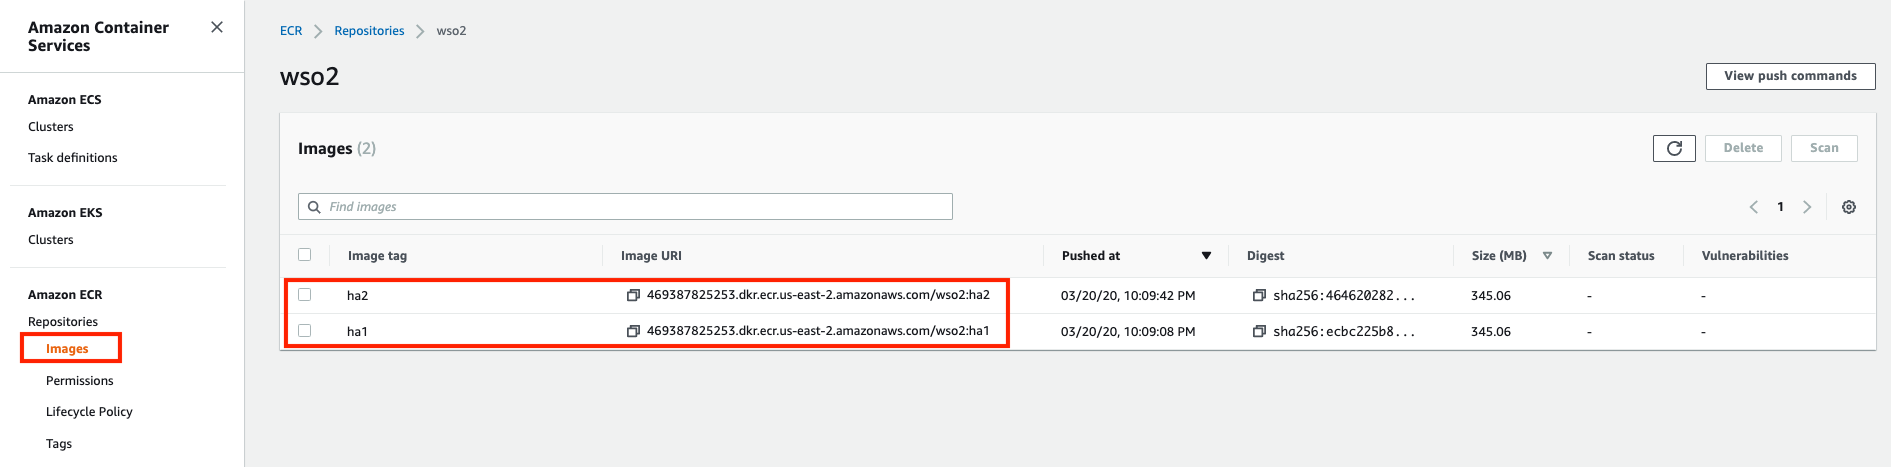 Amazon Container
Services
Amazon ECS
Clusters
Task definitions
Amazon EKS
Clusters
Amazon ECR
Repositories
Images
Permissions
Lifecycle Policy
Tags
ECR Repositories wso2
wso2
View push commands
Images (2)
Delete Scan
Find images
1
Image tag Image URI Pushed at Digest Size (MB) Scan status Vulnerabilities
ha2 469387825253.dkr.ecr.us-east-2.amazonaws.com/wso2:ha2 03/20/20, 10:09:42 PM sha256:464620282... 345.06 - -
ha1 469387825253.dkr.ecr.us-east-2.amazonaws.com/wso2:ha1 03/20/20, 10:09:08 PM sha256:ecbc225b8... 345.06 - -